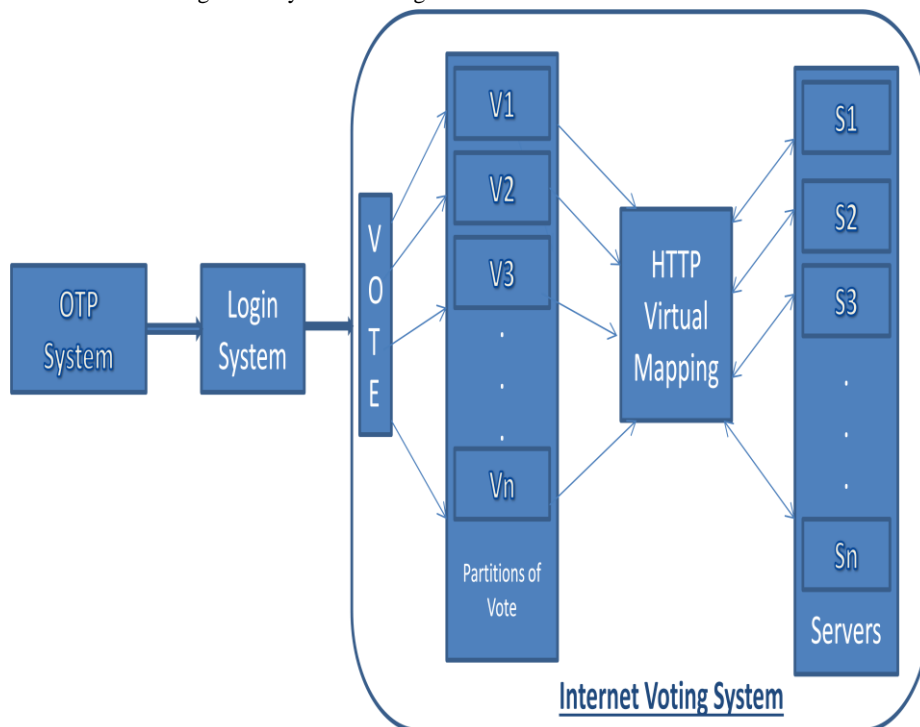 OTP
System
Login
System
V
O
T
E
V1
V2
V3
.
.
.
Vn
Partitions of
Vote
HTTP
Virtual
Mapping
S1
S2
S3
.
.
.
Sn
Servers
Internet Voting System